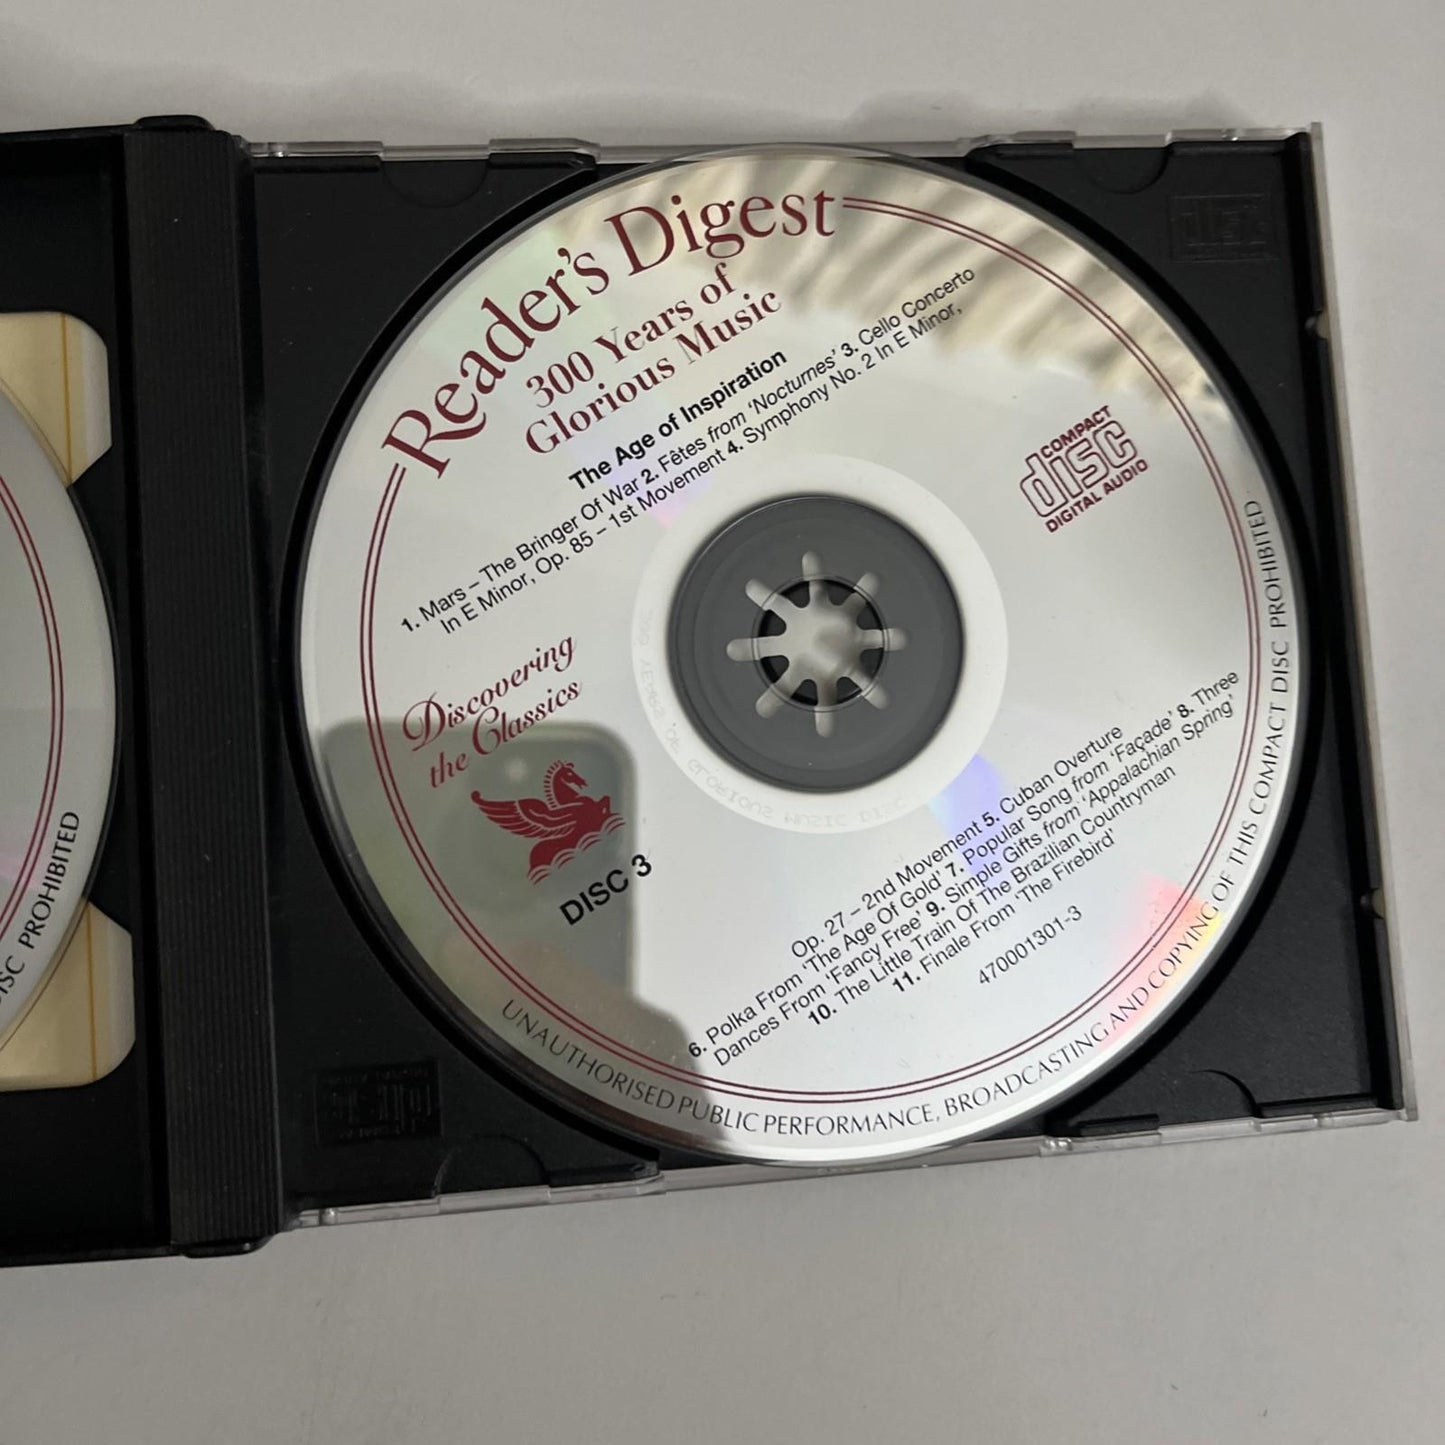 Reader's Digest
300 Years of
Glorious Music
The Age of Inspiration
1. Mars – The Bringer Of War 2. Fêtes from 'Nocturnes' 3. Cello Concerto
In E Minor, Op. 85 – 1st Movement 4. Symphony No. 2 In E Minor,
COMPACT
disc
DIGITAL AUDIO
Discovering
the Classics
DISC 3
Op. 27 – 2nd Movement 5. Cuban Overture
6. Polka From 'The Age Of Gold' 7. Popular Song from 'Façade' 8. Three
Dances From 'Fancy Free' 9. Simple Gifts from 'Appalachian Spring'
10. The Little Train Of The Brazilian Countryman
11. Finale From 'The Firebird'
470001301-3
UNAUTHORISED PUBLIC PERFORMANCE, BROADCASTING AND COPYING OF THIS COMPACT DISC PROHIBITED
DISC PROHIBITED